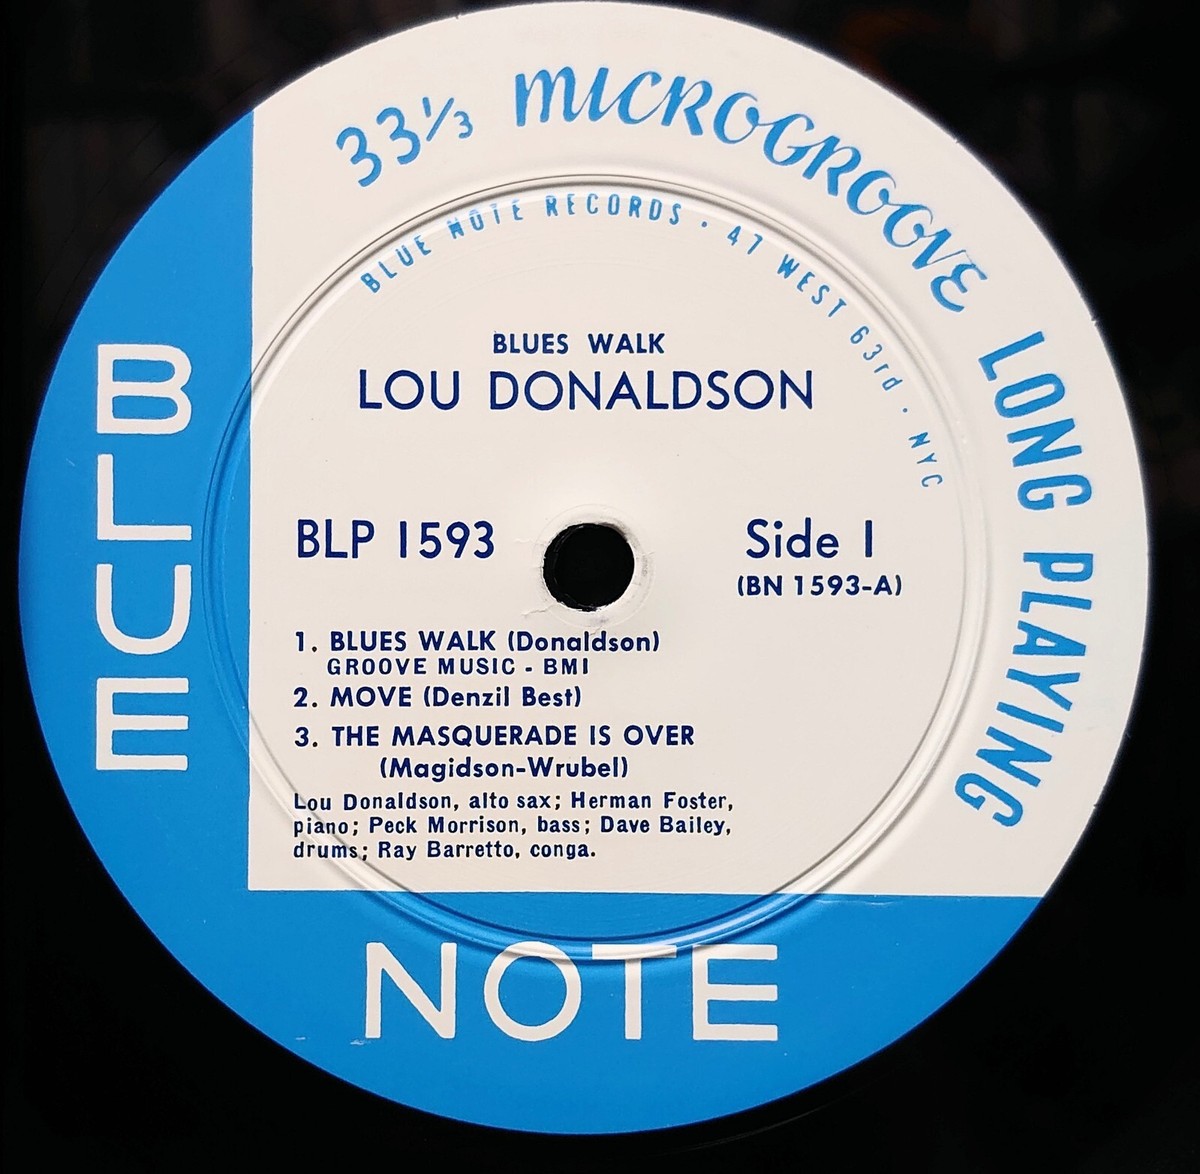 33⅓ MICROGROOVE LONG PLAYING
BLUE NOTE RECORDS · 47 WEST 63rd · NYC
BLUES WALK
LOU DONALDSON
BLP 1593
Side 1
(BN 1593-A)
1. BLUES WALK (Donaldson)
GROOVE MUSIC - BMI
2. MOVE (Denzil Best)
3. THE MASQUERADE IS OVER
(Magidson-Wrubel)
Lou Donaldson, alto sax; Herman Foster,
piano; Peck Morrison, bass; Dave Bailey,
drums; Ray Barretto, conga.
BLUE
NOTE